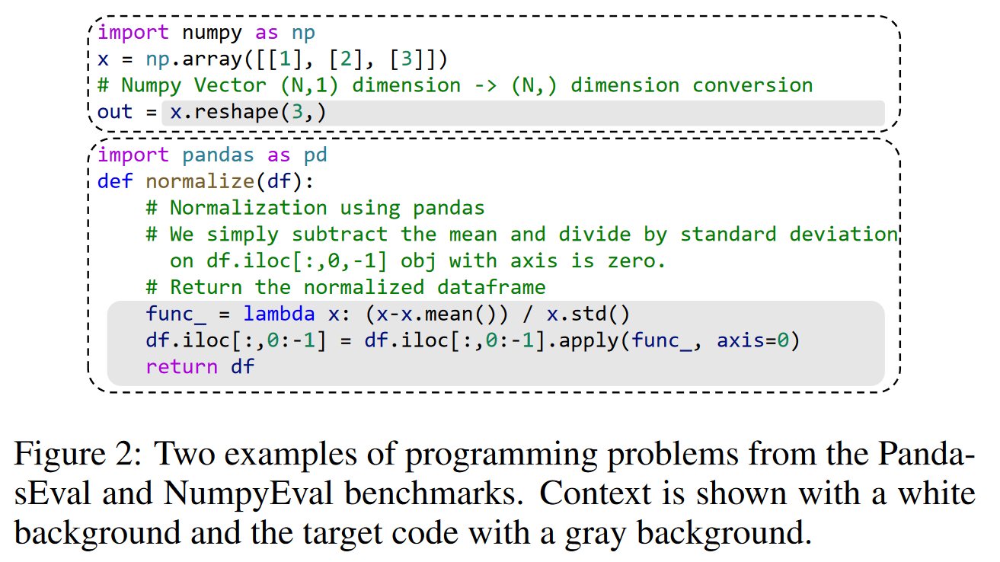 import numpy as np
x = np.array([[1], [2], [3]])
# Numpy Vector (N,1) dimension -> (N,) dimension conversion
out = x.reshape(3,)
import pandas as pd
def normalize(df):
    # Normalization using pandas
    # We simply subtract the mean and divide by standard deviation
      on df.iloc[:,0,-1] obj with axis is zero.
    # Return the normalized dataframe
    func_ = lambda x: (x-x.mean()) / x.std()
    df.iloc[:,0:-1] = df.iloc[:,0:-1].apply(func_, axis=0)
    return df
Figure 2: Two examples of programming problems from the Panda-
sEval and NumpyEval benchmarks. Context is shown with a white
background and the target code with a gray background.